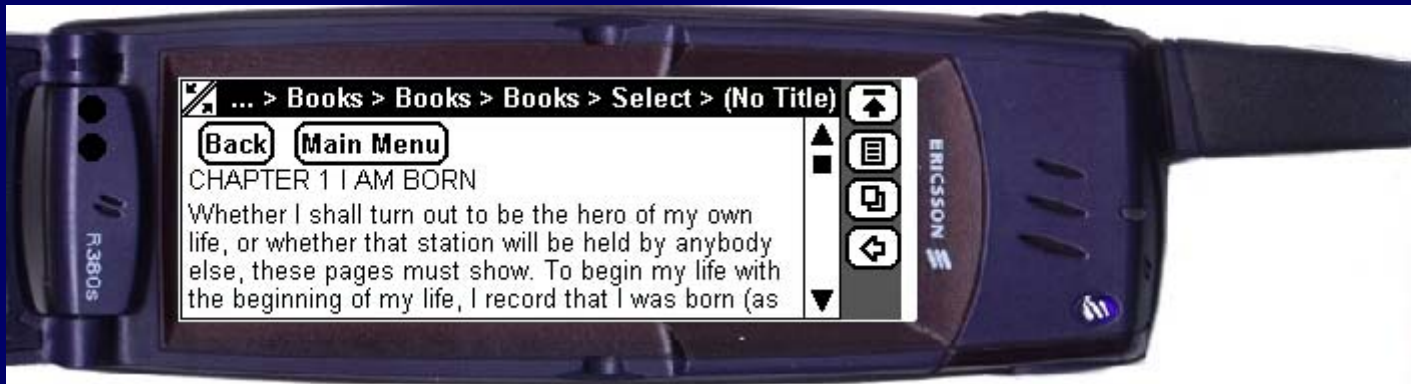 ... > Books > Books > Books > Select > (No Title)
Back Main Menu
CHAPTER 1 I AM BORN
Whether I shall turn out to be the hero of my own
life, or whether that station will be held by anybody
else, these pages must show. To begin my life with
the beginning of my life, I record that I was born (as
R380s
ERICSSON